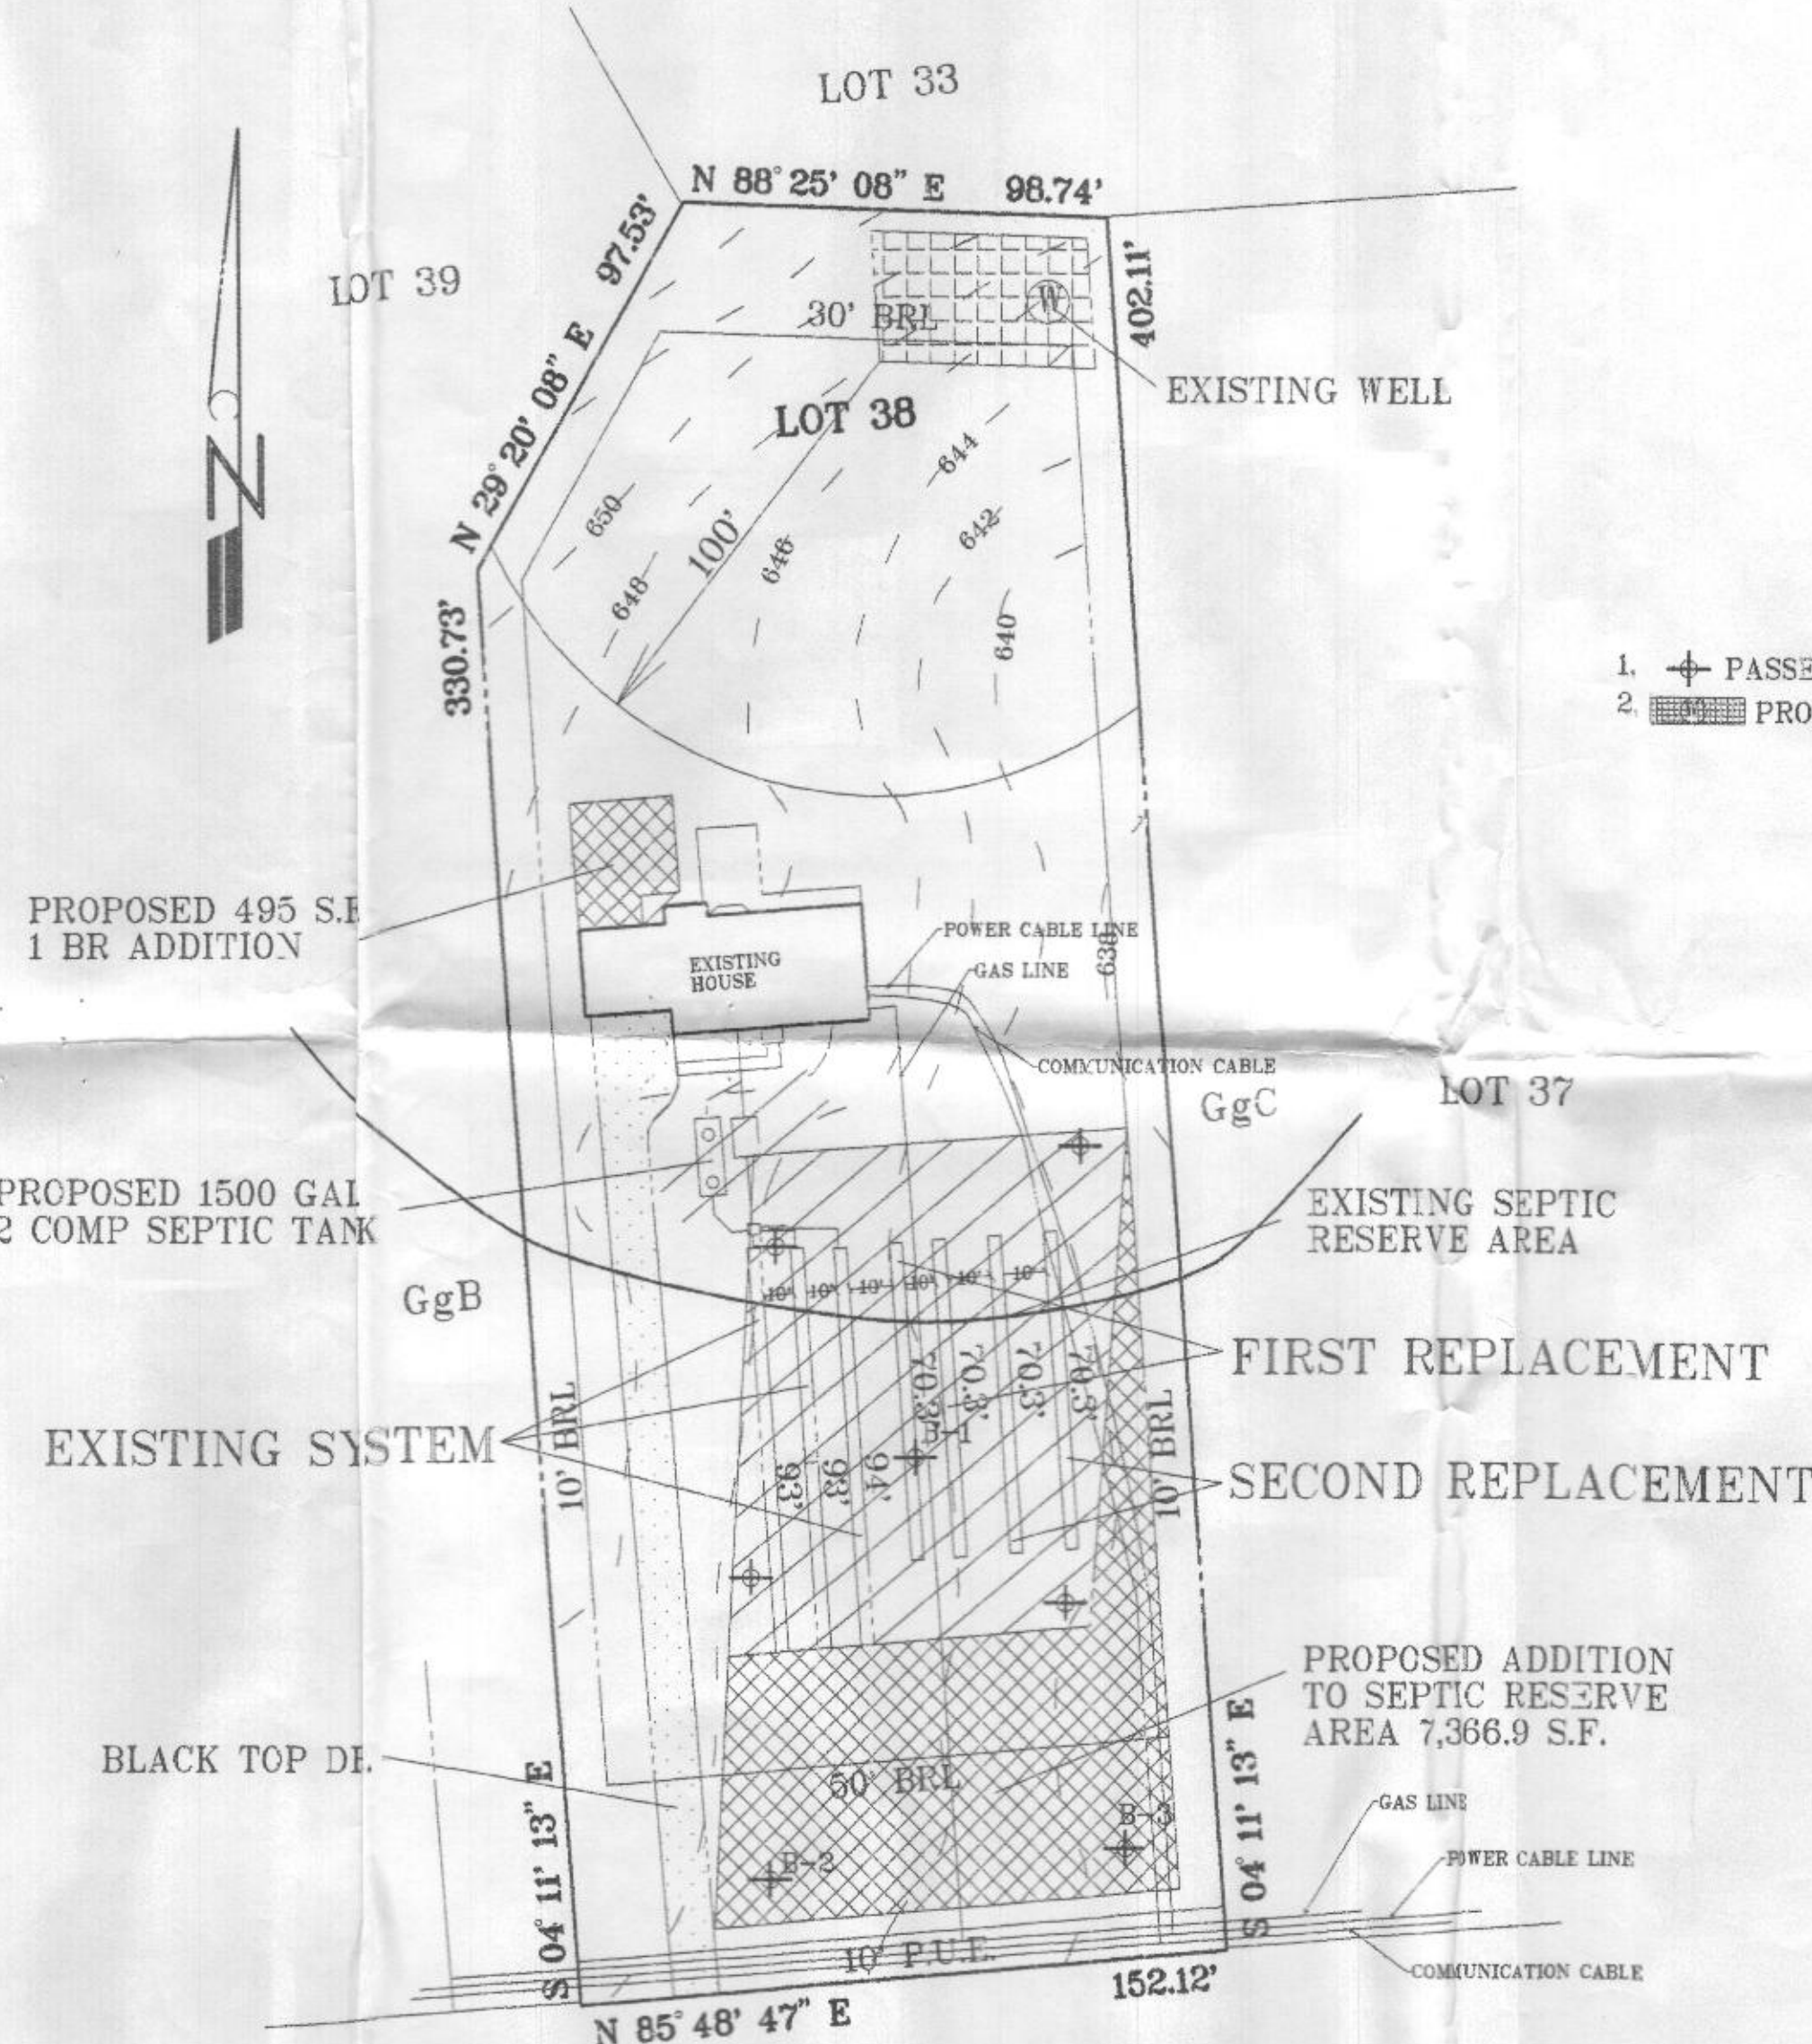 LOT 33
N 88° 25' 08" E 98.74'
97.53'
LOT 39
402.11'
30' BRL
W
EXISTING WELL
N 29° 20' 08" E
LOT 38
644
650
642
100'
646
648
640
330.73'
1. PASSE
2. PRO
PROPOSED 495 S.F
1 BR ADDITION
POWER CABLE LINE
638
EXISTING
HOUSE
GAS LINE
COMMUNICATION CABLE
GgC
LOT 37
PROPOSED 1500 GAL
2 COMP SEPTIC TANK
EXISTING SEPTIC
RESERVE AREA
GgB
10' 10' 10' 10' 10' 10'
FIRST REPLACEMENT
70.3' 70.3' 70.3' 70.3'
10' BRL
10' BRL
B-1
EXISTING SYSTEM
93' 93' 94'
SECOND REPLACEMENT
PROPOSED ADDITION
TO SEPTIC RESERVE
AREA 7,366.9 S.F.
BLACK TOP DR.
50' BRL
S 04° 11' 13" E
S 04° 11' 13" E
B-3
B-2
GAS LINE
POWER CABLE LINE
10' P.U.E.
COMMUNICATION CABLE
152.12'
N 85° 48' 47" E